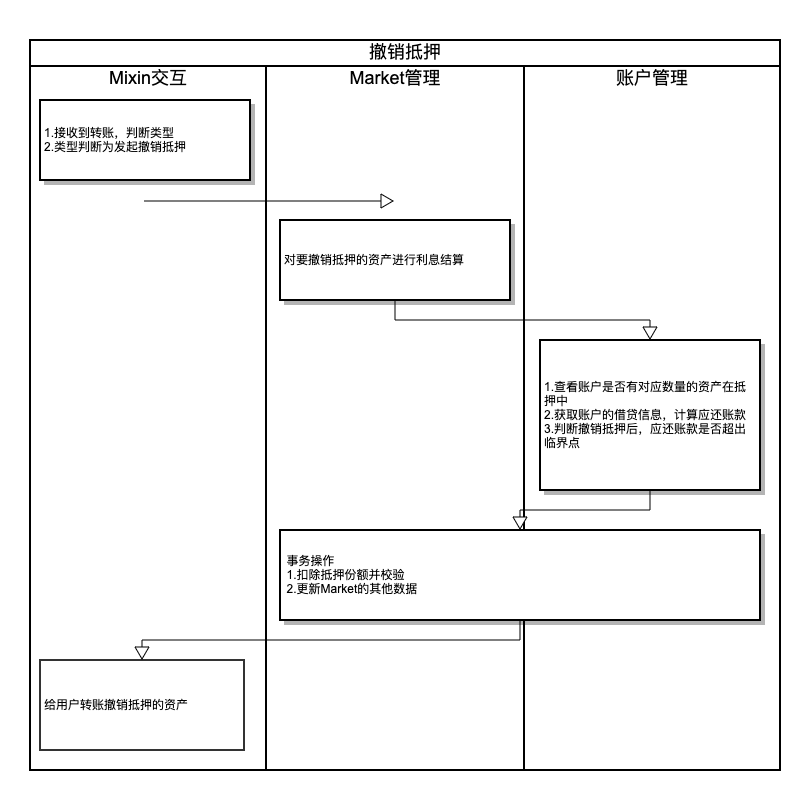 撤销抵押
Mixin交互
Market管理
账户管理
1.接收到转账，判断类型
2.类型判断为发起撤销抵押
对要撤销抵押的资产进行利息结算
1.查看账户是否有对应数量的资产在抵
押中
2.获取账户的借贷信息，计算应还账款
3.判断撤销抵押后，应还账款是否超出
临界点
事务操作
1.扣除抵押份额并校验
2.更新Market的其他数据
给用户转账撤销抵押的资产